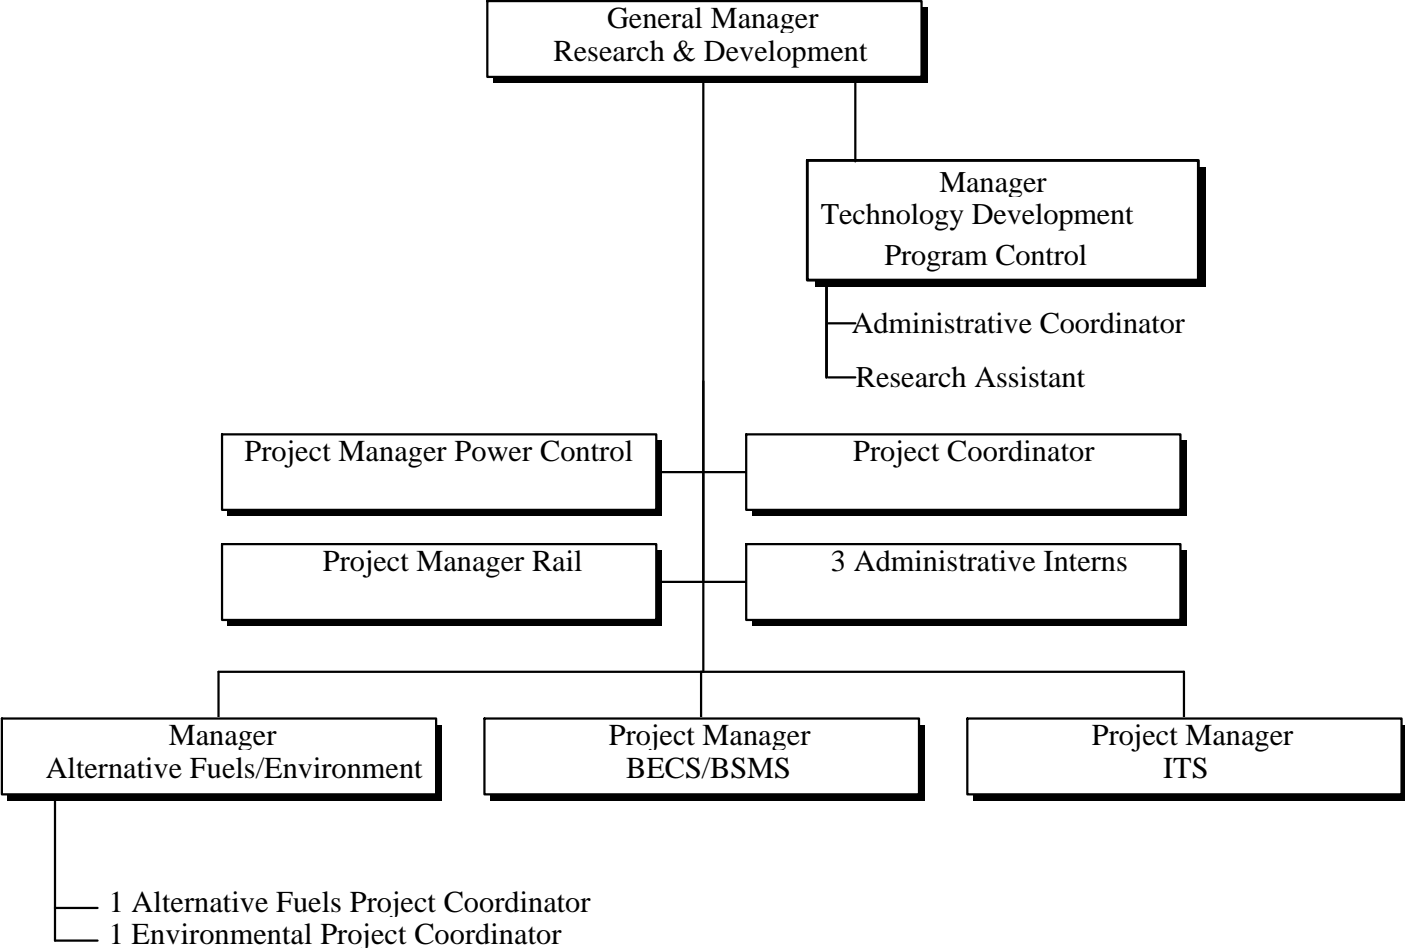 General Manager
Research & Development
Manager
Technology Development
Program Control
Administrative Coordinator
Research Assistant
Project Manager Power Control
Project Coordinator
Project Manager Rail
3 Administrative Interns
Manager
Alternative Fuels/Environment
Project Manager
BECS/BSMS
Project Manager
ITS
1 Alternative Fuels Project Coordinator
1 Environmental Project Coordinator